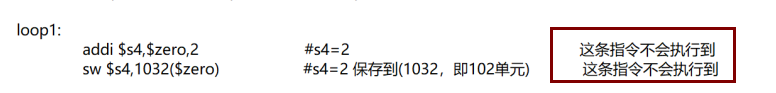 loop1:
addi $s4,$zero,2 #s4=2 这条指令不会执行到
sw $s4,1032($zero) #s4=2 保存到(1032，即102单元) 这条指令不会执行到